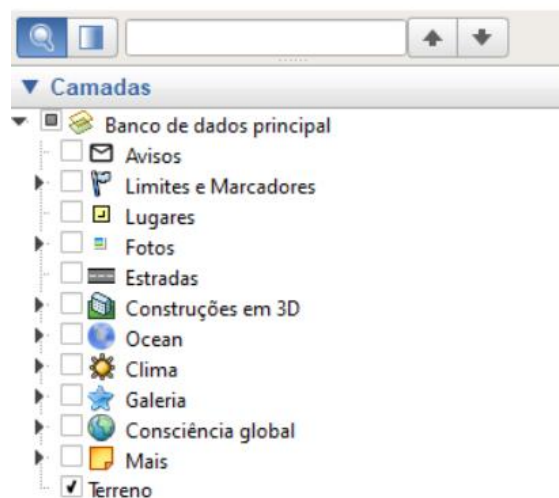 Camadas
Banco de dados principal
Avisos
Limites e Marcadores
Lugares
Fotos
Estradas
Construções em 3D
Ocean
Clima
Galeria
Consciência global
Mais
Terreno